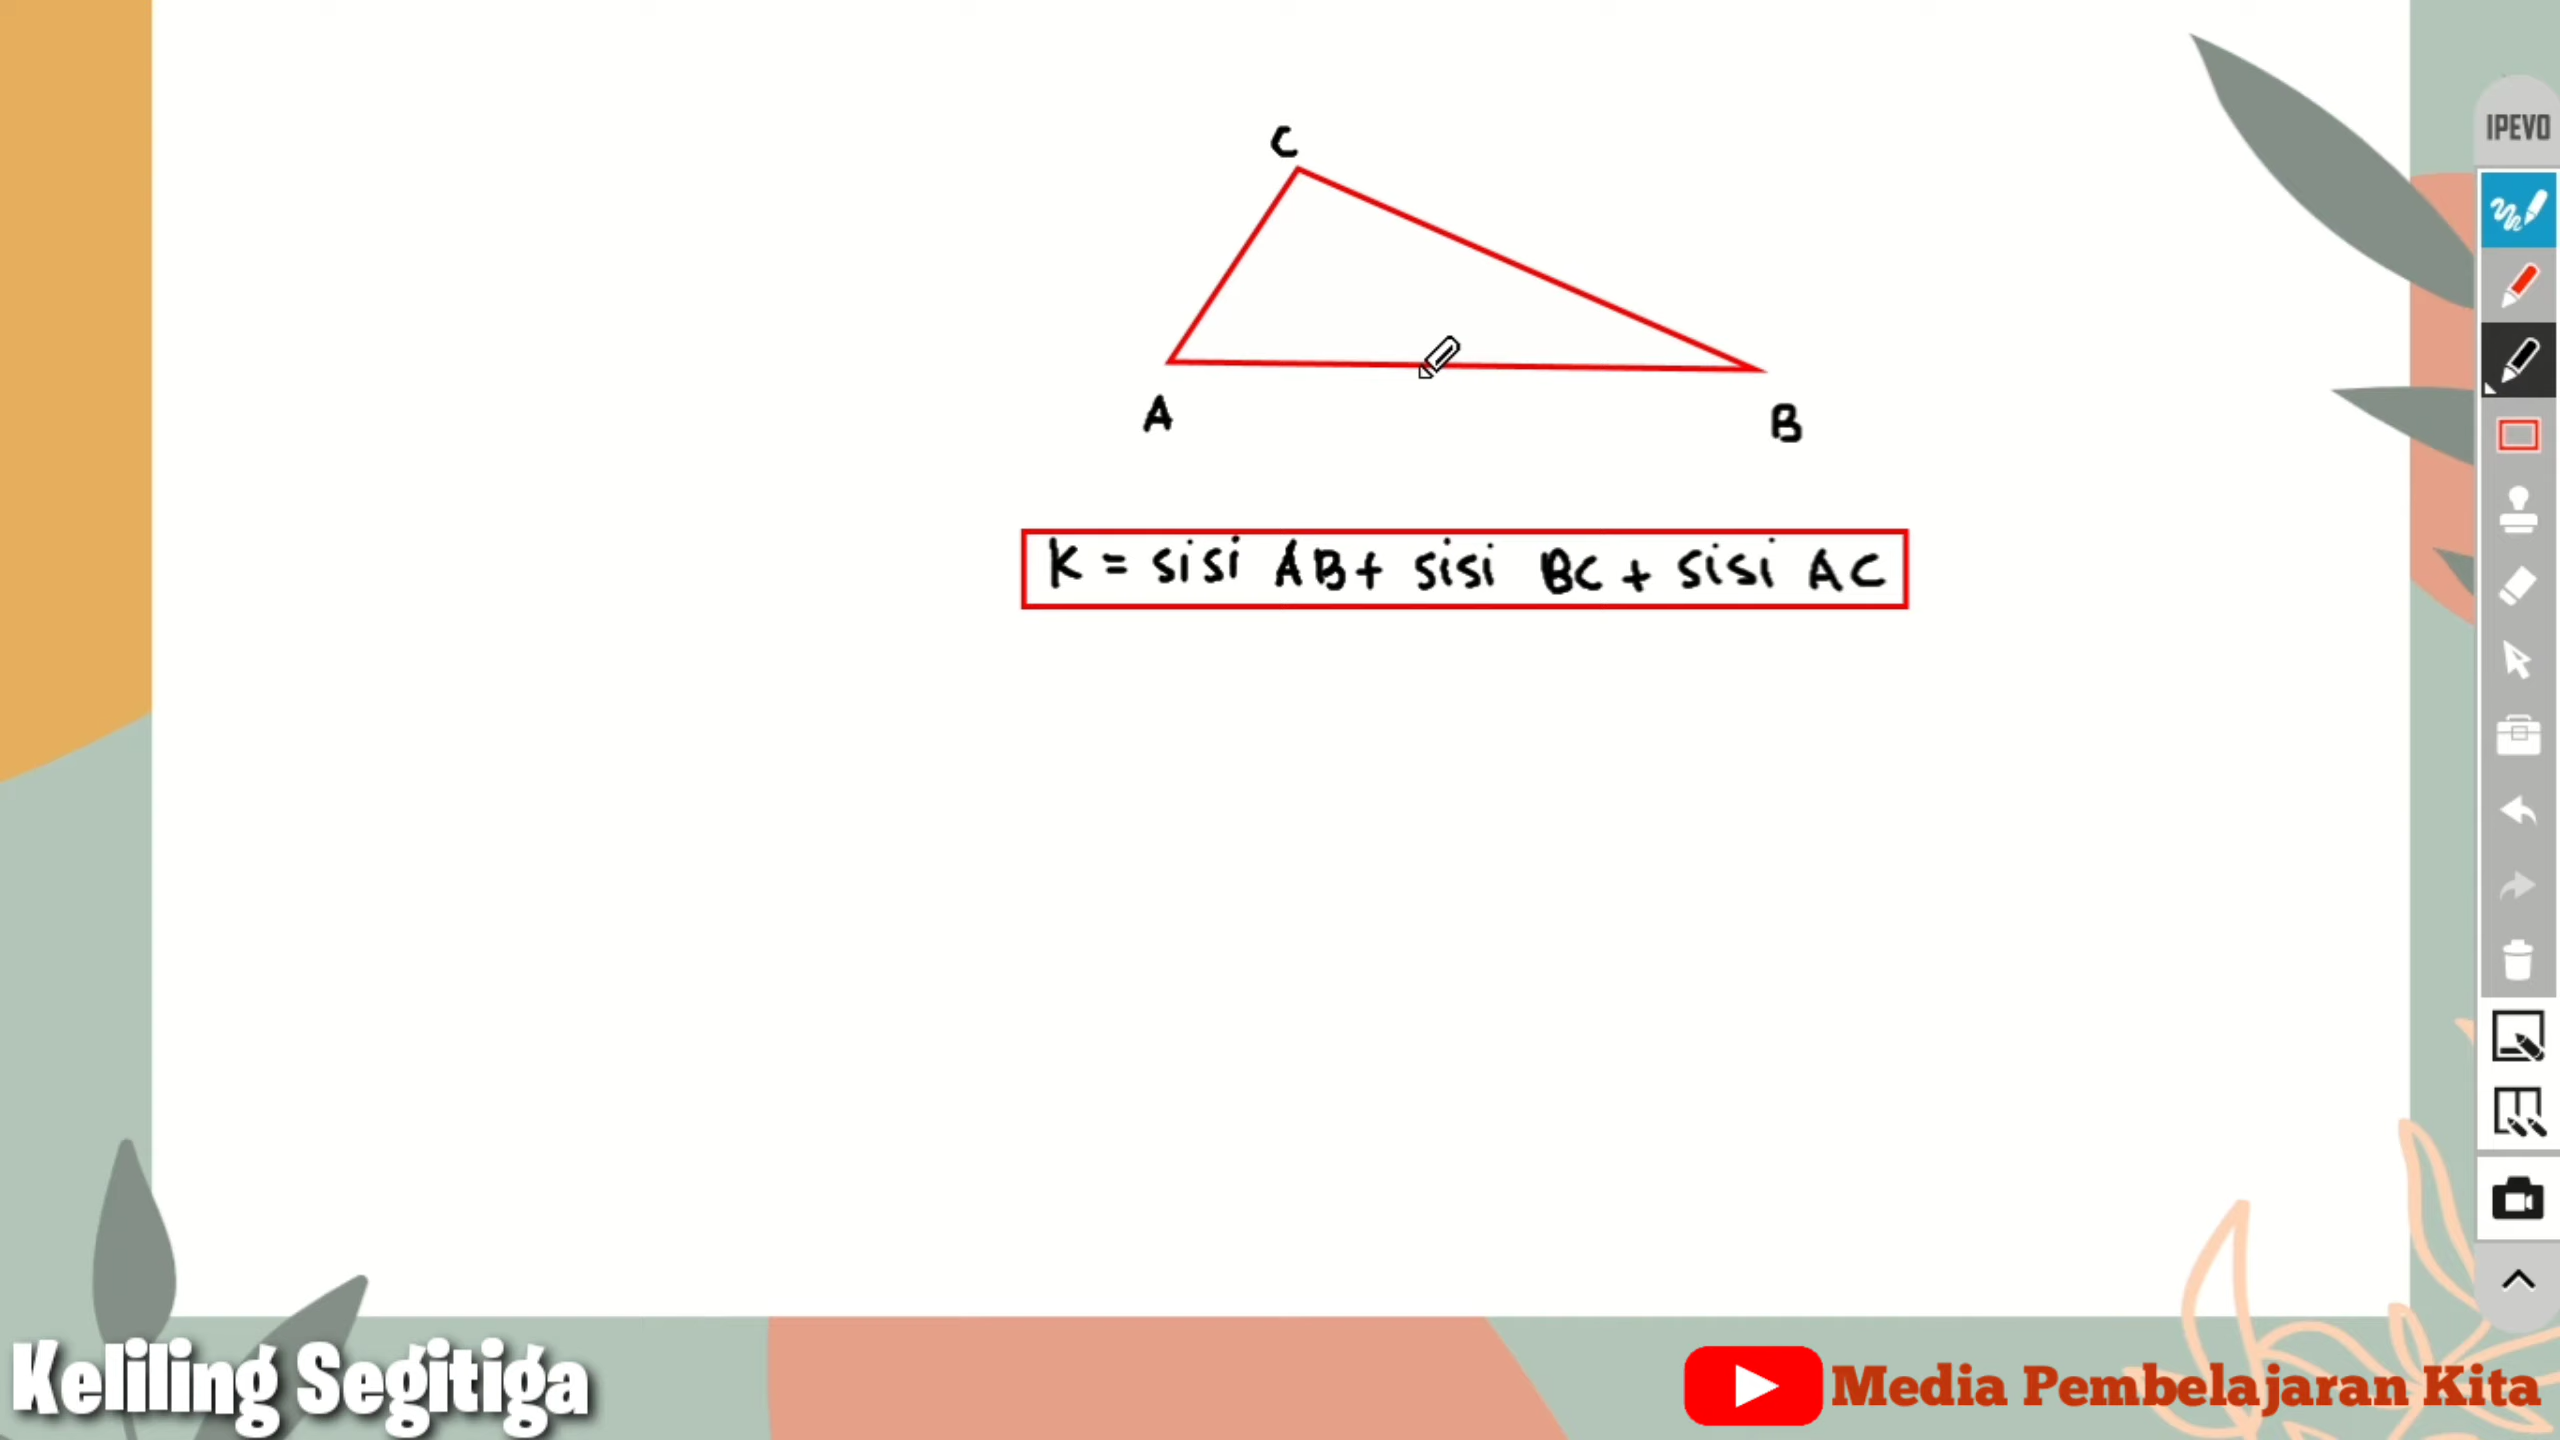 C
IPEVO
A
B
K = sisi AB + sisi BC + sisi AC
Keliling Segitiga
Media Pembelajaran Kita